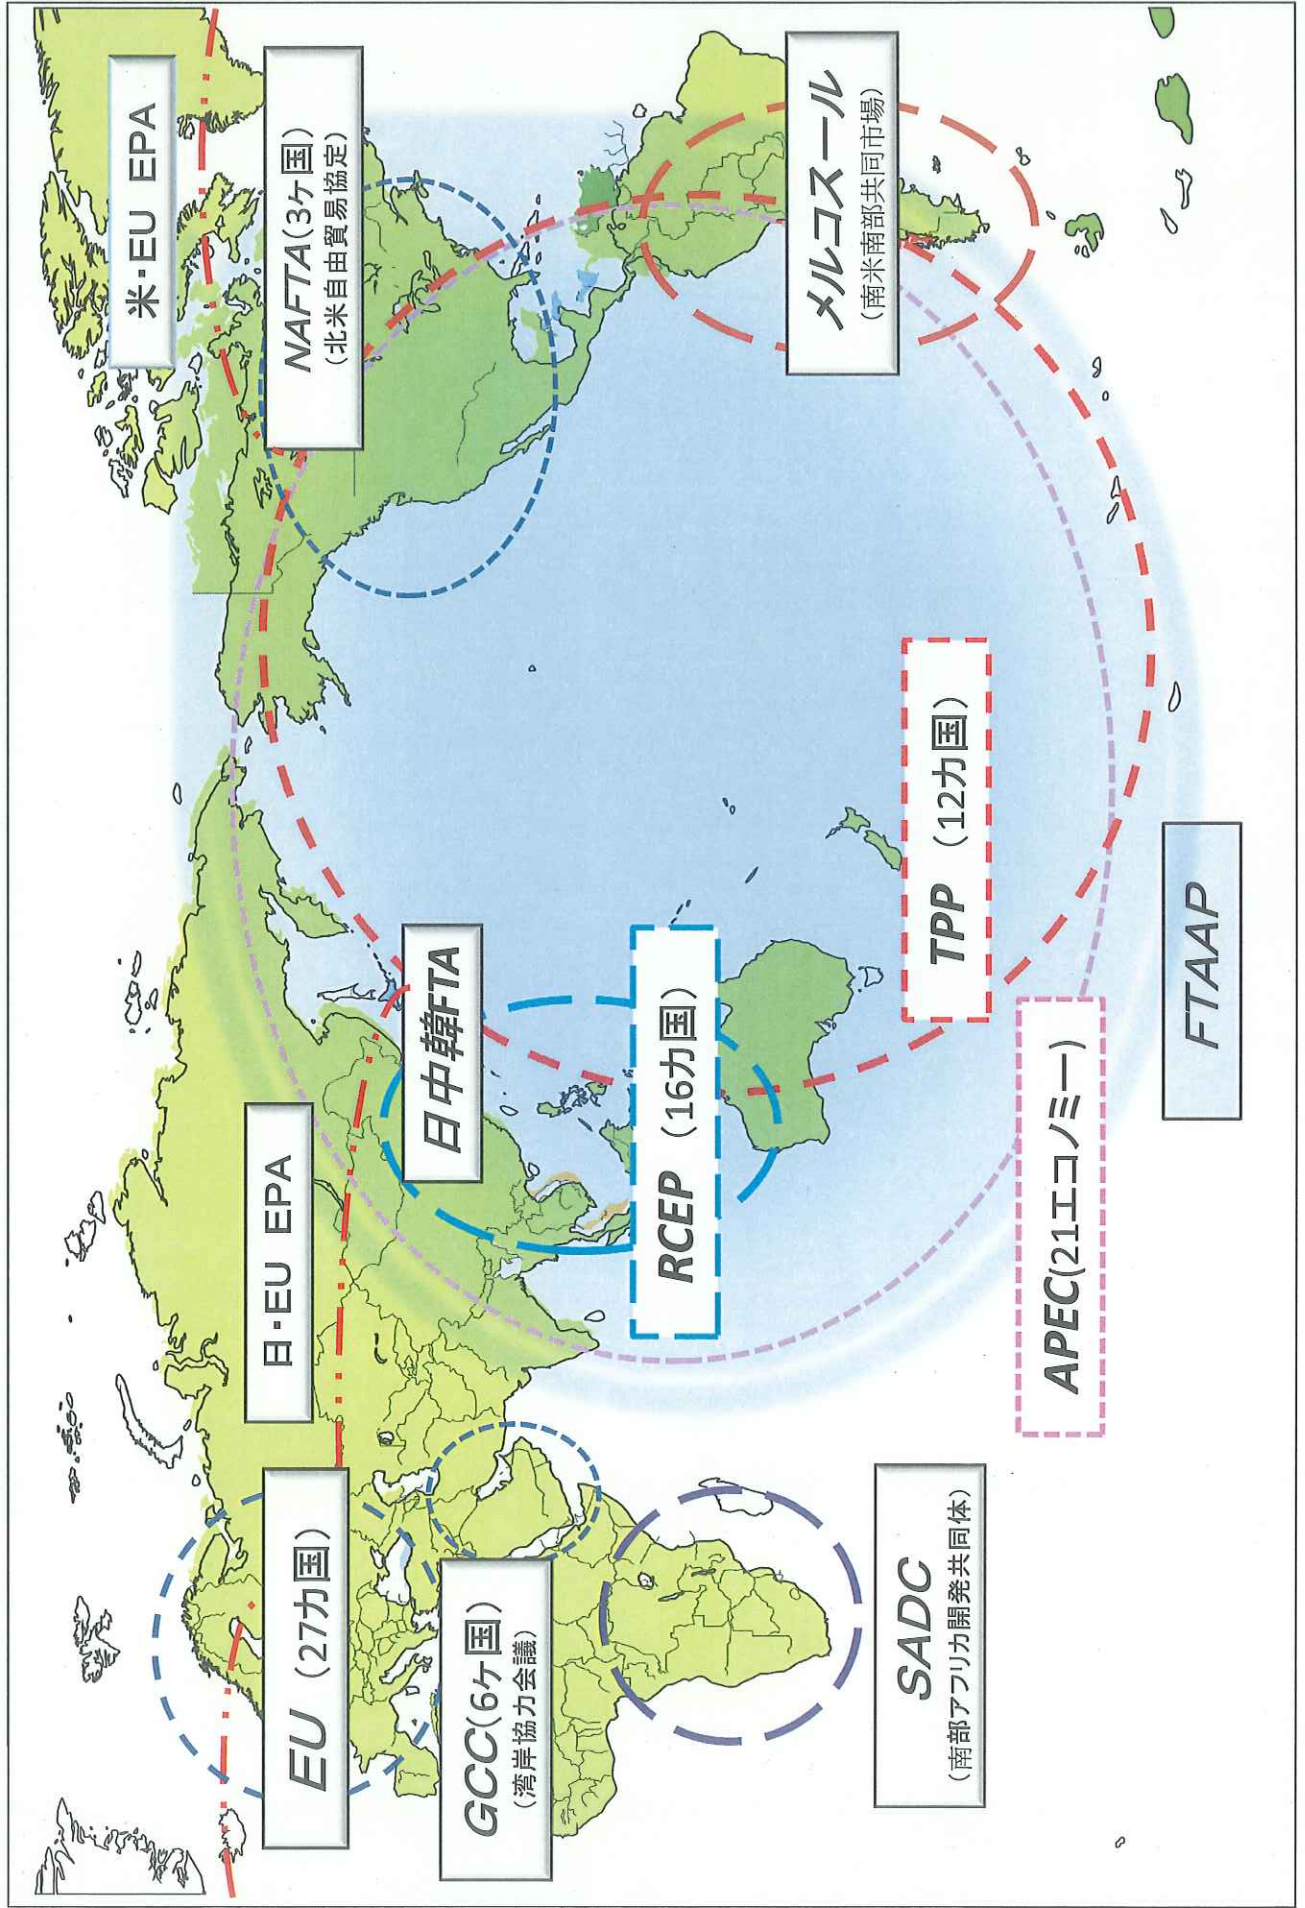 米・EU EPA
NAFTA(3ヶ国)
(北米自由貿易協定)
メルコスール
(南米南部共同市場)
日・EU EPA
日中韓FTA
EU (27カ国)
GCC(6ヶ国)
(湾岸協力会議)
RCEP (16カ国)
TPP (12カ国)
SADC
(南部アフリカ開発共同体)
APEC(21エコノミー)
FTAAP